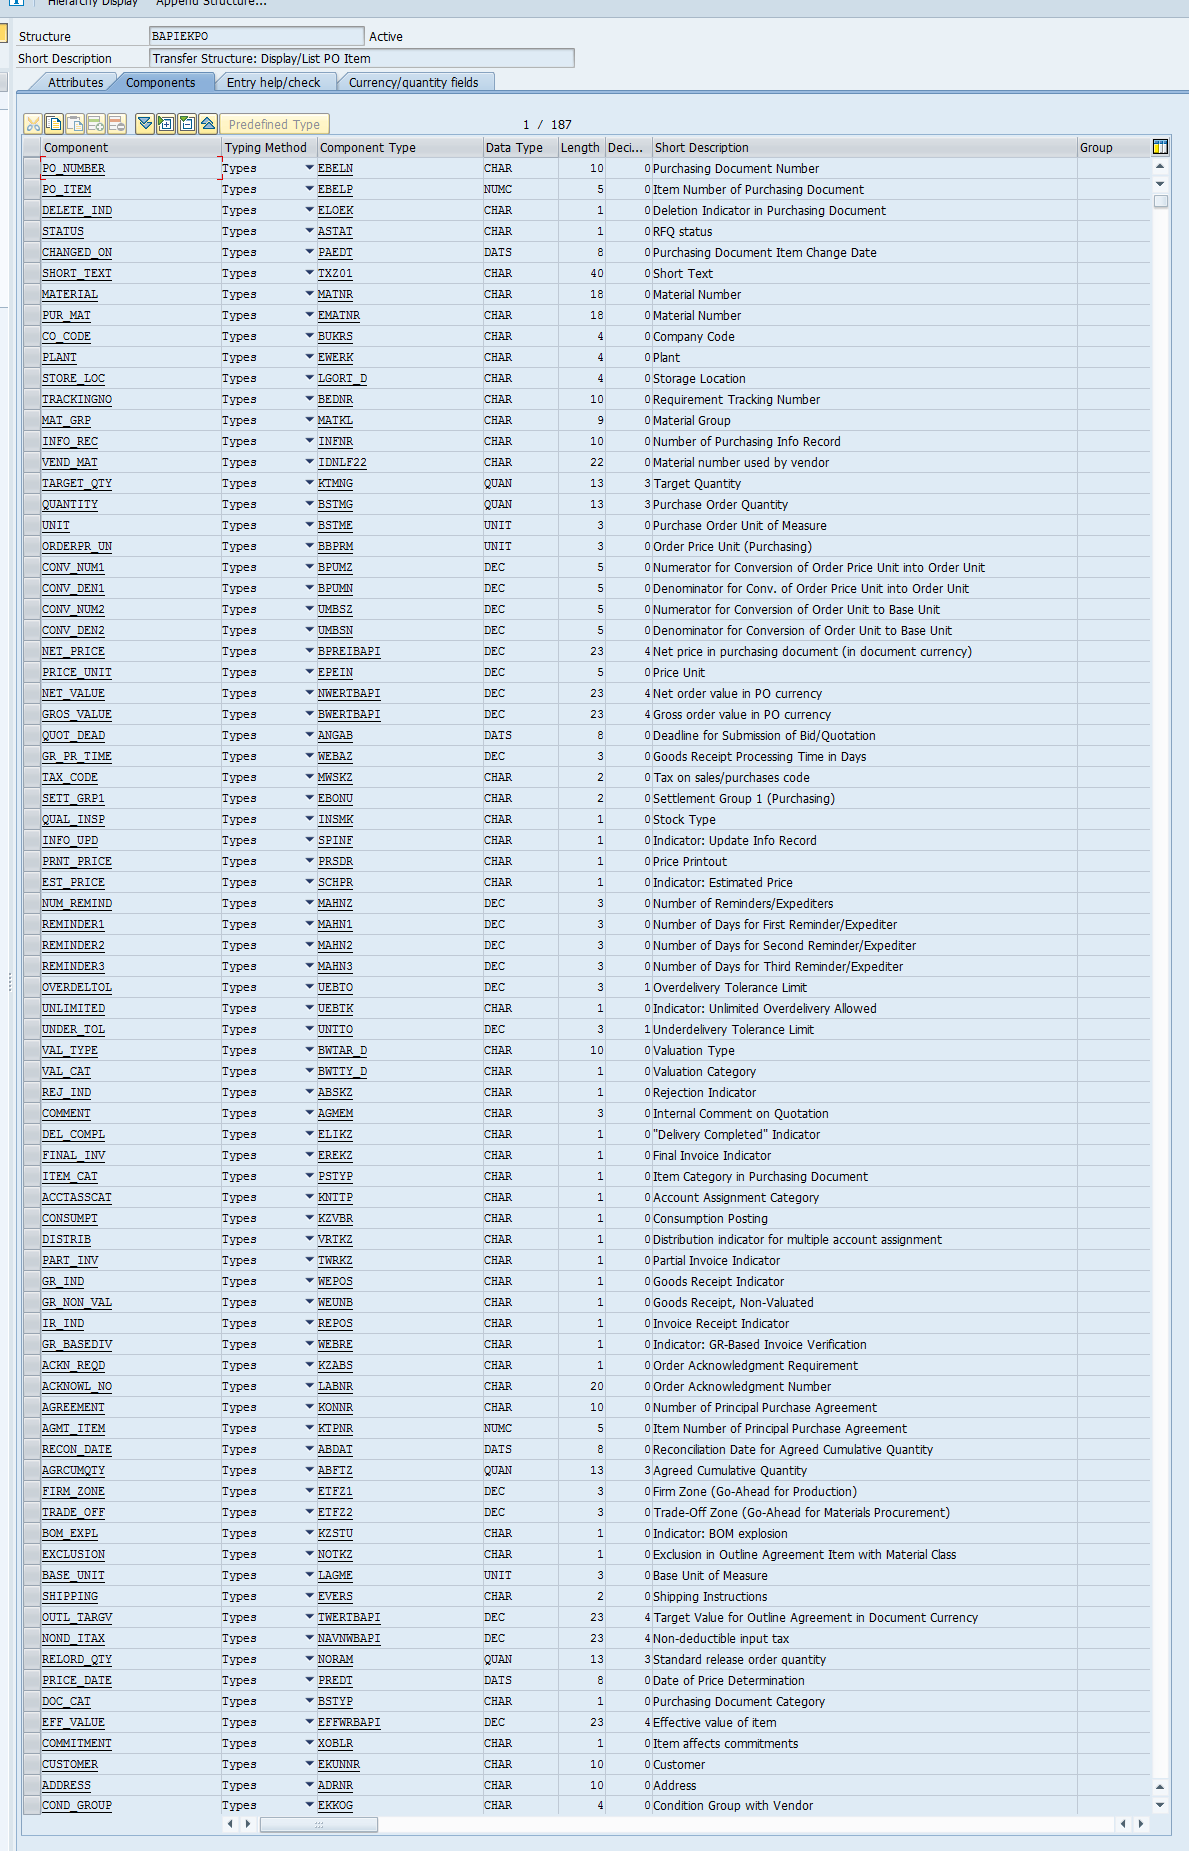 Hierarchy Display Append Structure...
Structure BAPIEKPO Active
Short Description Transfer Structure: Display/List PO Item
Attributes Components Entry help/check Currency/quantity fields
Predefined Type 1 / 187
Component Typing Method Component Type Data Type Length Deci... Short Description Group
PO_NUMBER Types EBELN CHAR 10 0 Purchasing Document Number
PO_ITEM Types EBELP NUMC 5 0 Item Number of Purchasing Document
DELETE_IND Types ELOEK CHAR 1 0 Deletion Indicator in Purchasing Document
STATUS Types ASTAT CHAR 1 0 RFQ status
CHANGED_ON Types PAEDT DATS 8 0 Purchasing Document Item Change Date
SHORT_TEXT Types TXZ01 CHAR 40 0 Short Text
MATERIAL Types MATNR CHAR 18 0 Material Number
PUR_MAT Types EMATNR CHAR 18 0 Material Number
CO_CODE Types BUKRS CHAR 4 0 Company Code
PLANT Types EWERK CHAR 4 0 Plant
STORE_LOC Types LGORT_D CHAR 4 0 Storage Location
TRACKINGNO Types BEDNR CHAR 10 0 Requirement Tracking Number
MAT_GRP Types MATKL CHAR 9 0 Material Group
INFO_REC Types INFNR CHAR 10 0 Number of Purchasing Info Record
VEND_MAT Types IDNLF22 CHAR 22 0 Material number used by vendor
TARGET_QTY Types KTMNG QUAN 13 3 Target Quantity
QUANTITY Types BSTMG QUAN 13 3 Purchase Order Quantity
UNIT Types BSTME UNIT 3 0 Purchase Order Unit of Measure
ORDERPR_UN Types BBPRM UNIT 3 0 Order Price Unit (Purchasing)
CONV_NUM1 Types BPUMZ DEC 5 0 Numerator for Conversion of Order Price Unit into Order Unit
CONV_DEN1 Types BPUMN DEC 5 0 Denominator for Conv. of Order Price Unit into Order Unit
CONV_NUM2 Types UMBSZ DEC 5 0 Numerator for Conversion of Order Unit to Base Unit
CONV_DEN2 Types UMBSN DEC 5 0 Denominator for Conversion of Order Unit to Base Unit
NET_PRICE Types BPREIBAPI DEC 23 4 Net price in purchasing document (in document currency)
PRICE_UNIT Types EPEIN DEC 5 0 Price Unit
NET_VALUE Types NWERTBAPI DEC 23 4 Net order value in PO currency
GROS_VALUE Types BWERTBAPI DEC 23 4 Gross order value in PO currency
QUOT_DEAD Types ANGAB DATS 8 0 Deadline for Submission of Bid/Quotation
GR_PR_TIME Types WEBAZ DEC 3 0 Goods Receipt Processing Time in Days
TAX_CODE Types MWSKZ CHAR 2 0 Tax on sales/purchases code
SETT_GRP1 Types EBONU CHAR 2 0 Settlement Group 1 (Purchasing)
QUAL_INSP Types INSMK CHAR 1 0 Stock Type
INFO_UPD Types SPINF CHAR 1 0 Indicator: Update Info Record
PRNT_PRICE Types PRSDR CHAR 1 0 Price Printout
EST_PRICE Types SCHPR CHAR 1 0 Indicator: Estimated Price
NUM_REMIND Types MAHNZ DEC 3 0 Number of Reminders/Expediters
REMINDER1 Types MAHN1 DEC 3 0 Number of Days for First Reminder/Expediter
REMINDER2 Types MAHN2 DEC 3 0 Number of Days for Second Reminder/Expediter
REMINDER3 Types MAHN3 DEC 3 0 Number of Days for Third Reminder/Expediter
OVERDELTOL Types UEBTO DEC 3 1 Overdelivery Tolerance Limit
UNLIMITED Types UEBTK CHAR 1 0 Indicator: Unlimited Overdelivery Allowed
UNDER_TOL Types UNTTO DEC 3 1 Underdelivery Tolerance Limit
VAL_TYPE Types BWTAR_D CHAR 10 0 Valuation Type
VAL_CAT Types BWTTY_D CHAR 1 0 Valuation Category
REJ_IND Types ABSKZ CHAR 1 0 Rejection Indicator
COMMENT Types AGMEM CHAR 3 0 Internal Comment on Quotation
DEL_COMPL Types ELIKZ CHAR 1 0 "Delivery Completed" Indicator
FINAL_INV Types EREKZ CHAR 1 0 Final Invoice Indicator
ITEM_CAT Types PSTYP CHAR 1 0 Item Category in Purchasing Document
ACCTASSCAT Types KNTTP CHAR 1 0 Account Assignment Category
CONSUMPT Types KZVBR CHAR 1 0 Consumption Posting
DISTRIB Types VRTKZ CHAR 1 0 Distribution indicator for multiple account assignment
PART_INV Types TWRKZ CHAR 1 0 Partial Invoice Indicator
GR_IND Types WEPOS CHAR 1 0 Goods Receipt Indicator
GR_NON_VAL Types WEUNB CHAR 1 0 Goods Receipt, Non-Valuated
IR_IND Types REPOS CHAR 1 0 Invoice Receipt Indicator
GR_BASEDIV Types WEBRE CHAR 1 0 Indicator: GR-Based Invoice Verification
ACKN_REQD Types KZABS CHAR 1 0 Order Acknowledgment Requirement
ACKNOWL_NO Types LABNR CHAR 20 0 Order Acknowledgment Number
AGREEMENT Types KONNR CHAR 10 0 Number of Principal Purchase Agreement
AGMT_ITEM Types KTPNR NUMC 5 0 Item Number of Principal Purchase Agreement
RECON_DATE Types ABDAT DATS 8 0 Reconciliation Date for Agreed Cumulative Quantity
AGRCUMQTY Types ABFTZ QUAN 13 3 Agreed Cumulative Quantity
FIRM_ZONE Types ETFZ1 DEC 3 0 Firm Zone (Go-Ahead for Production)
TRADE_OFF Types ETFZ2 DEC 3 0 Trade-Off Zone (Go-Ahead for Materials Procurement)
BOM_EXPL Types KZSTU CHAR 1 0 Indicator: BOM explosion
EXCLUSION Types NOTKZ CHAR 1 0 Exclusion in Outline Agreement Item with Material Class
BASE_UNIT Types LAGME UNIT 3 0 Base Unit of Measure
SHIPPING Types EVERS CHAR 2 0 Shipping Instructions
OUTL_TARGV Types TWERTBAPI DEC 23 4 Target Value for Outline Agreement in Document Currency
NOND_ITAX Types NAVNWBAPI DEC 23 4 Non-deductible input tax
RELORD_QTY Types NORAM QUAN 13 3 Standard release order quantity
PRICE_DATE Types PREDT DATS 8 0 Date of Price Determination
DOC_CAT Types BSTYP CHAR 1 0 Purchasing Document Category
EFF_VALUE Types EFFWRBAPI DEC 23 4 Effective value of item
COMMITMENT Types XOBLR CHAR 1 0 Item affects commitments
CUSTOMER Types EKUNNR CHAR 10 0 Customer
ADDRESS Types ADRNR CHAR 10 0 Address
COND_GROUP Types EKKOG CHAR 4 0 Condition Group with Vendor